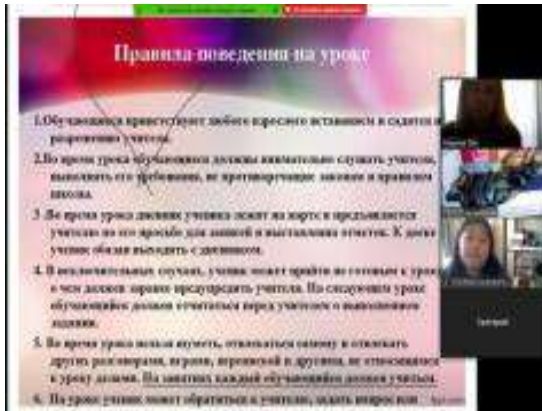 Правила поведения на уроке
1.Обучающиеся приветствуют любого взрослого вставанием и садятся
разрешению учителя.
2.Во время урока обучающиеся должны внимательно слушать учителя,
выполнять его требования, не противоречащие законам и правилам
школы.
3 .Во время урока дневник ученика лежит на парте и предъявляется
учителю по его просьбе для записей и выставления отметок. К доске
ученик обязан выходить с дневником.
4. В исключительных случаях, ученик может прийти не готовым к
о чем должен заранее предупредить учителя. На следующем уроке
обучающийся должен отчитаться перед учителем о выполненном
задании.
5. Во время урока нельзя шуметь, отвлекаться самому и отвлекать
других разговорами, играми, перепиской и другими, не относящимися
к уроку делами. На занятиях каждый обучающийся должен учиться.
6. На уроке ученик может обратиться к учителю, задать вопрос или